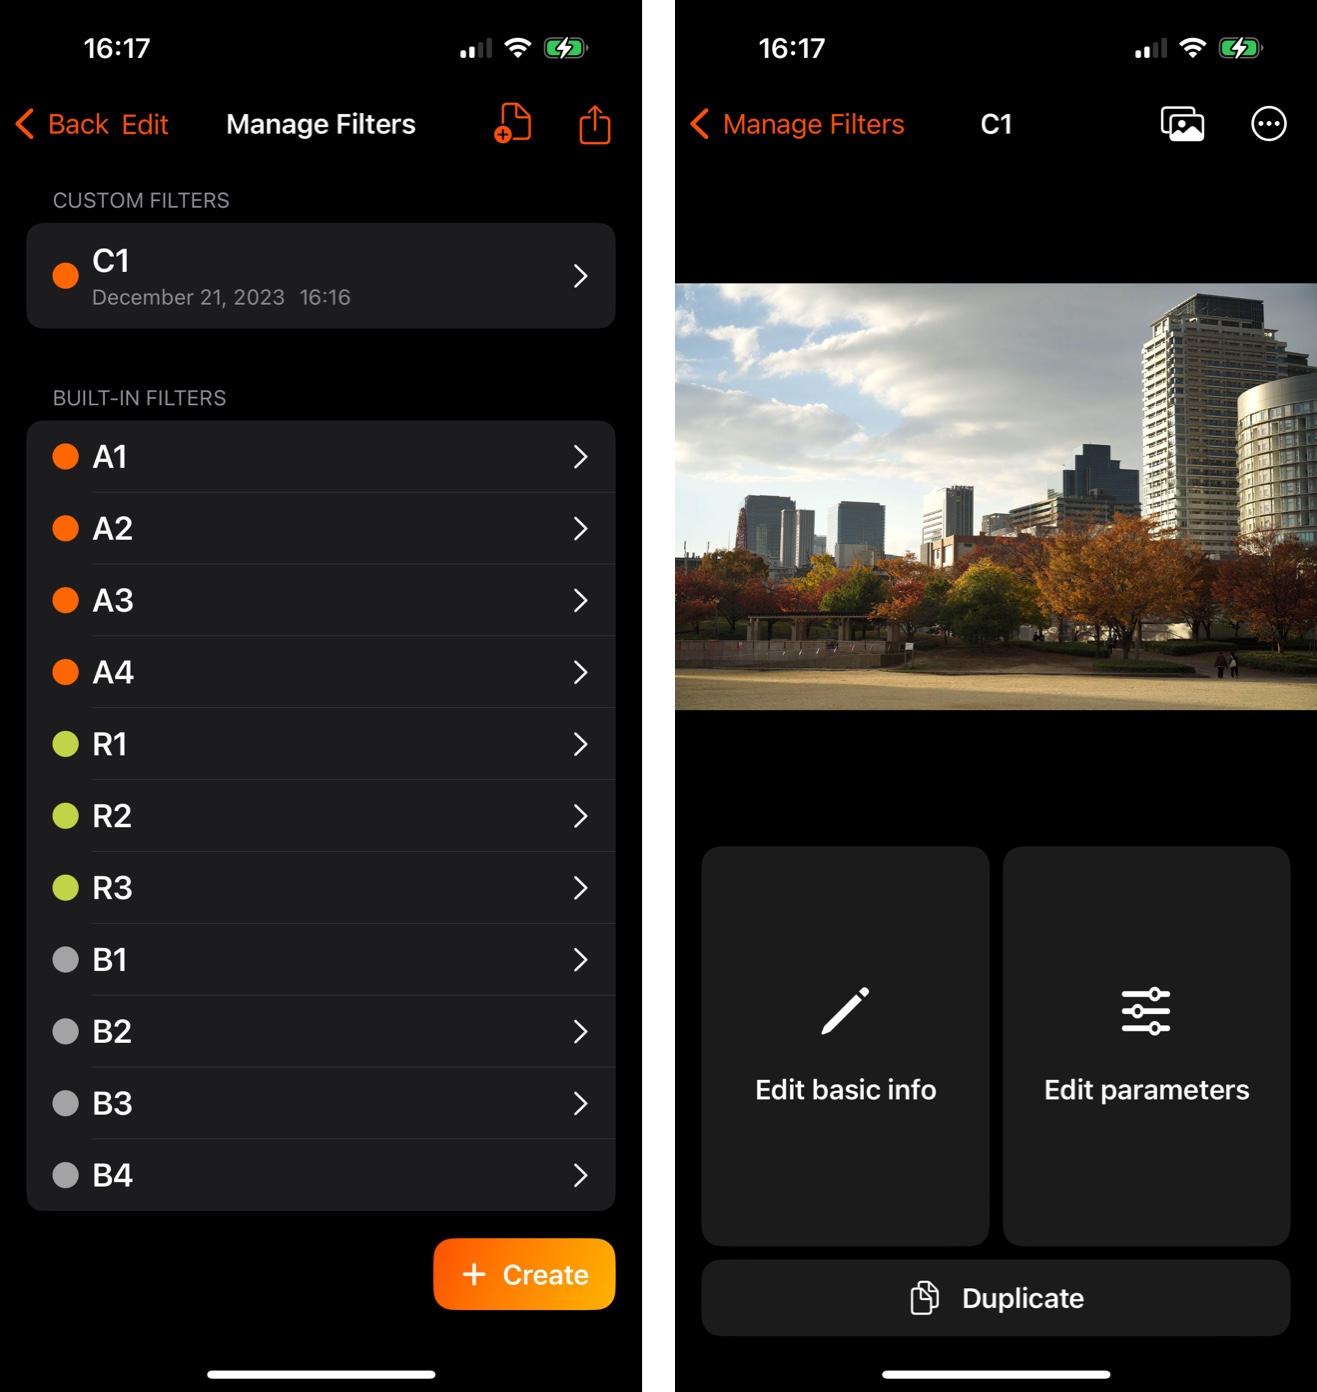 16:17
Back Edit Manage Filters
CUSTOM FILTERS
C1
December 21, 2023 16:16
BUILT-IN FILTERS
A1
A2
A3
A4
R1
R2
R3
B1
B2
B3
B4
+ Create
16:17
Manage Filters C1
Edit basic info
Edit parameters
Duplicate